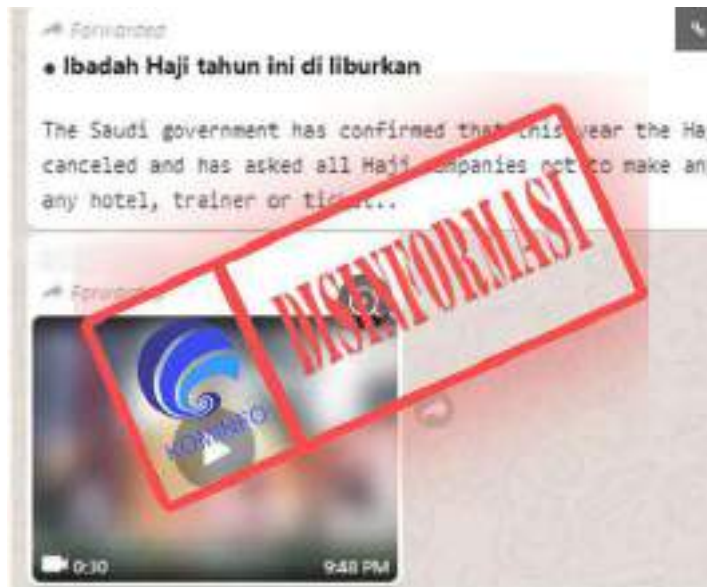 Forwarded
• Ibadah Haji tahun ini di liburkan
The Saudi government has confirmed that this year the Ha
canceled and has asked all Haji companies not to make an
any hotel, trainer or ticket..
Forwarded
DISINFORMASI
KOMINFO
0:30
9:48 PM